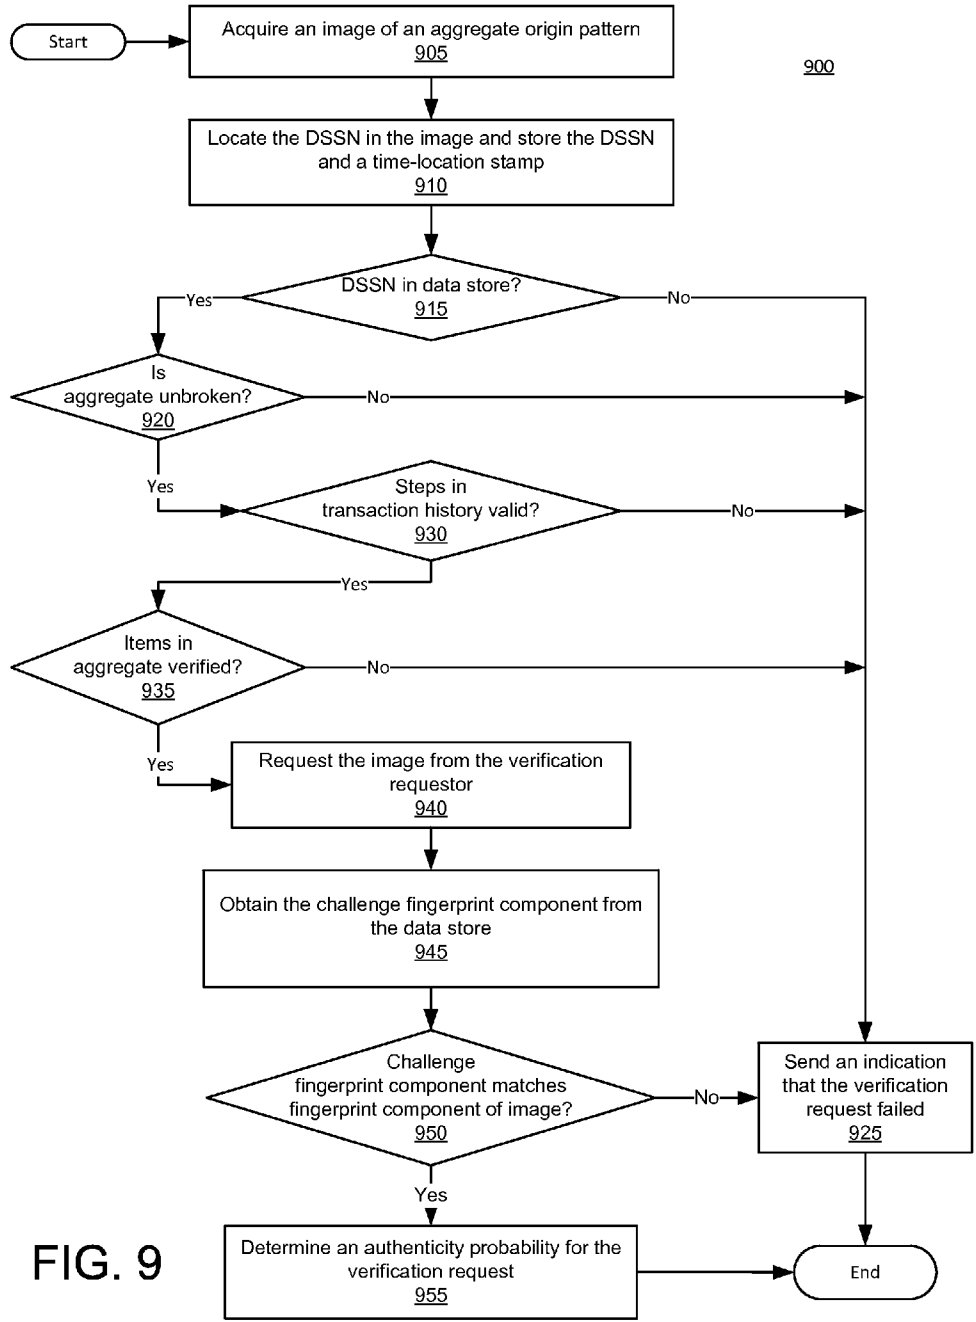 Start
Acquire an image of an aggregate origin pattern
905
900
Locate the DSSN in the image and store the DSSN
and a time-location stamp
910
DSSN in data store?
915
Yes
No
Is
aggregate unbroken?
920
No
Yes
Steps in
transaction history valid?
930
No
Yes
Items in
aggregate verified?
935
No
Yes
Request the image from the verification
requestor
940
Obtain the challenge fingerprint component from
the data store
945
Challenge
fingerprint component matches
fingerprint component of image?
950
No
Send an indication
that the verification
request failed
925
Yes
Determine an authenticity probability for the
verification request
955
End
FIG. 9